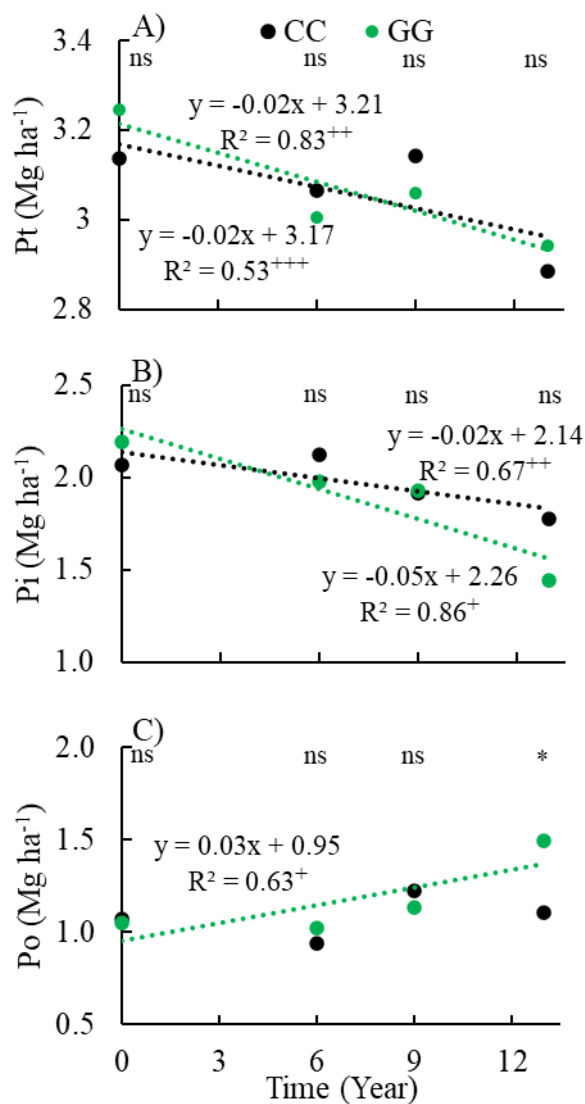 A)
CC GG
ns ns ns ns
y = -0.02x + 3.21
R² = 0.83⁺⁺
y = -0.02x + 3.17
R² = 0.53⁺⁺⁺
3.4
3.2
3
2.8
Pt (Mg ha⁻¹)
B)
ns ns ns ns
y = -0.02x + 2.14
R² = 0.67⁺⁺
y = -0.05x + 2.26
R² = 0.86⁺
2.5
2.0
1.5
1.0
Pi (Mg ha⁻¹)
C)
ns ns ns *
y = 0.03x + 0.95
R² = 0.63⁺
2.0
1.5
1.0
0.5
Po (Mg ha⁻¹)
0 3 6 9 12
Time (Year)